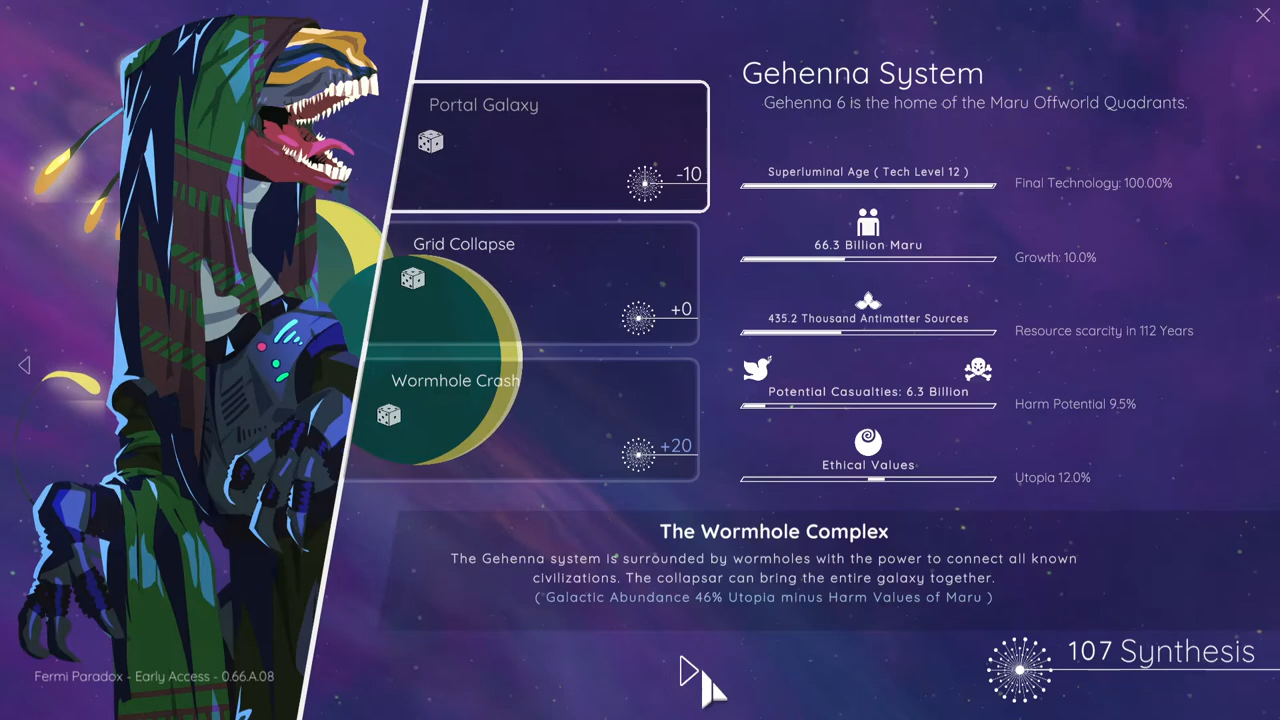 Portal Galaxy
-10
Grid Collapse
+0
Wormhole Crash
+20
Gehenna System
Gehenna 6 is the home of the Maru Offworld Quadrants.
Superluminal Age ( Tech Level 12 )
Final Technology: 100.00%
66.3 Billion Maru
Growth: 10.0%
435.2 Thousand Antimatter Sources
Resource scarcity in 112 Years
Potential Casualties: 6.3 Billion
Harm Potential 9.5%
Ethical Values
Utopia 12.0%
The Wormhole Complex
The Gehenna system is surrounded by wormholes with the power to connect all known
civilizations. The collapsar can bring the entire galaxy together.
( Galactic Abundance 46% Utopia minus Harm Values of Maru )
107 Synthesis
Fermi Paradox - Early Access - 0.66.A.08